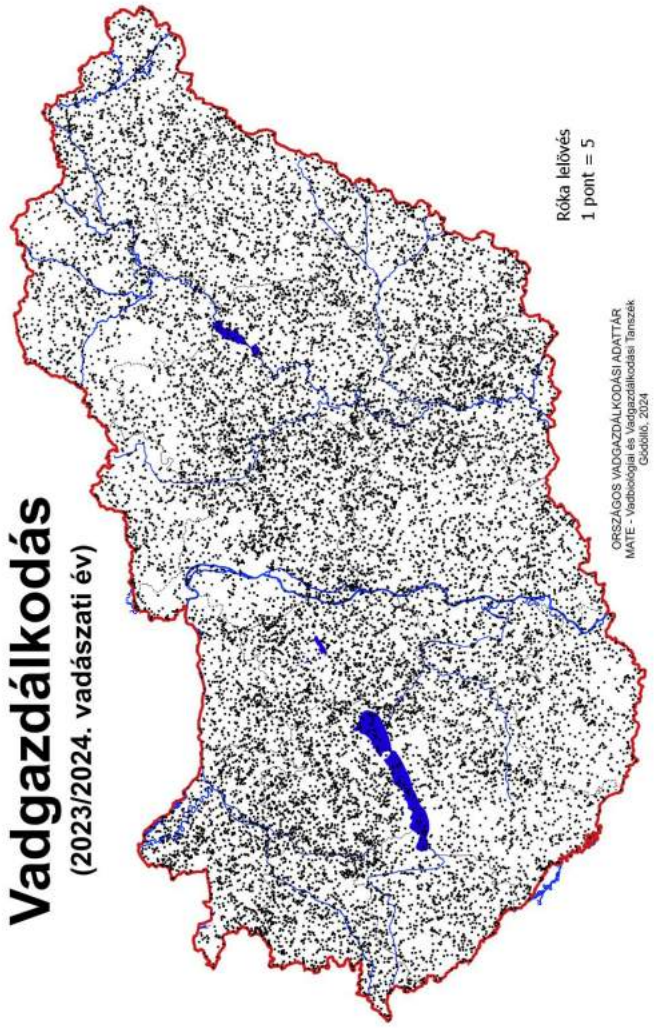 Vadgazdálkodás
(2023/2024. vadászati év)
Róka lelövés
1 pont = 5
ORSZÁGOS VADGAZDÁLKODÁSI ADATTÁR
MATE - Vadbiológiai és Vadgazdálkodási Tanszék
Gödöllő, 2024